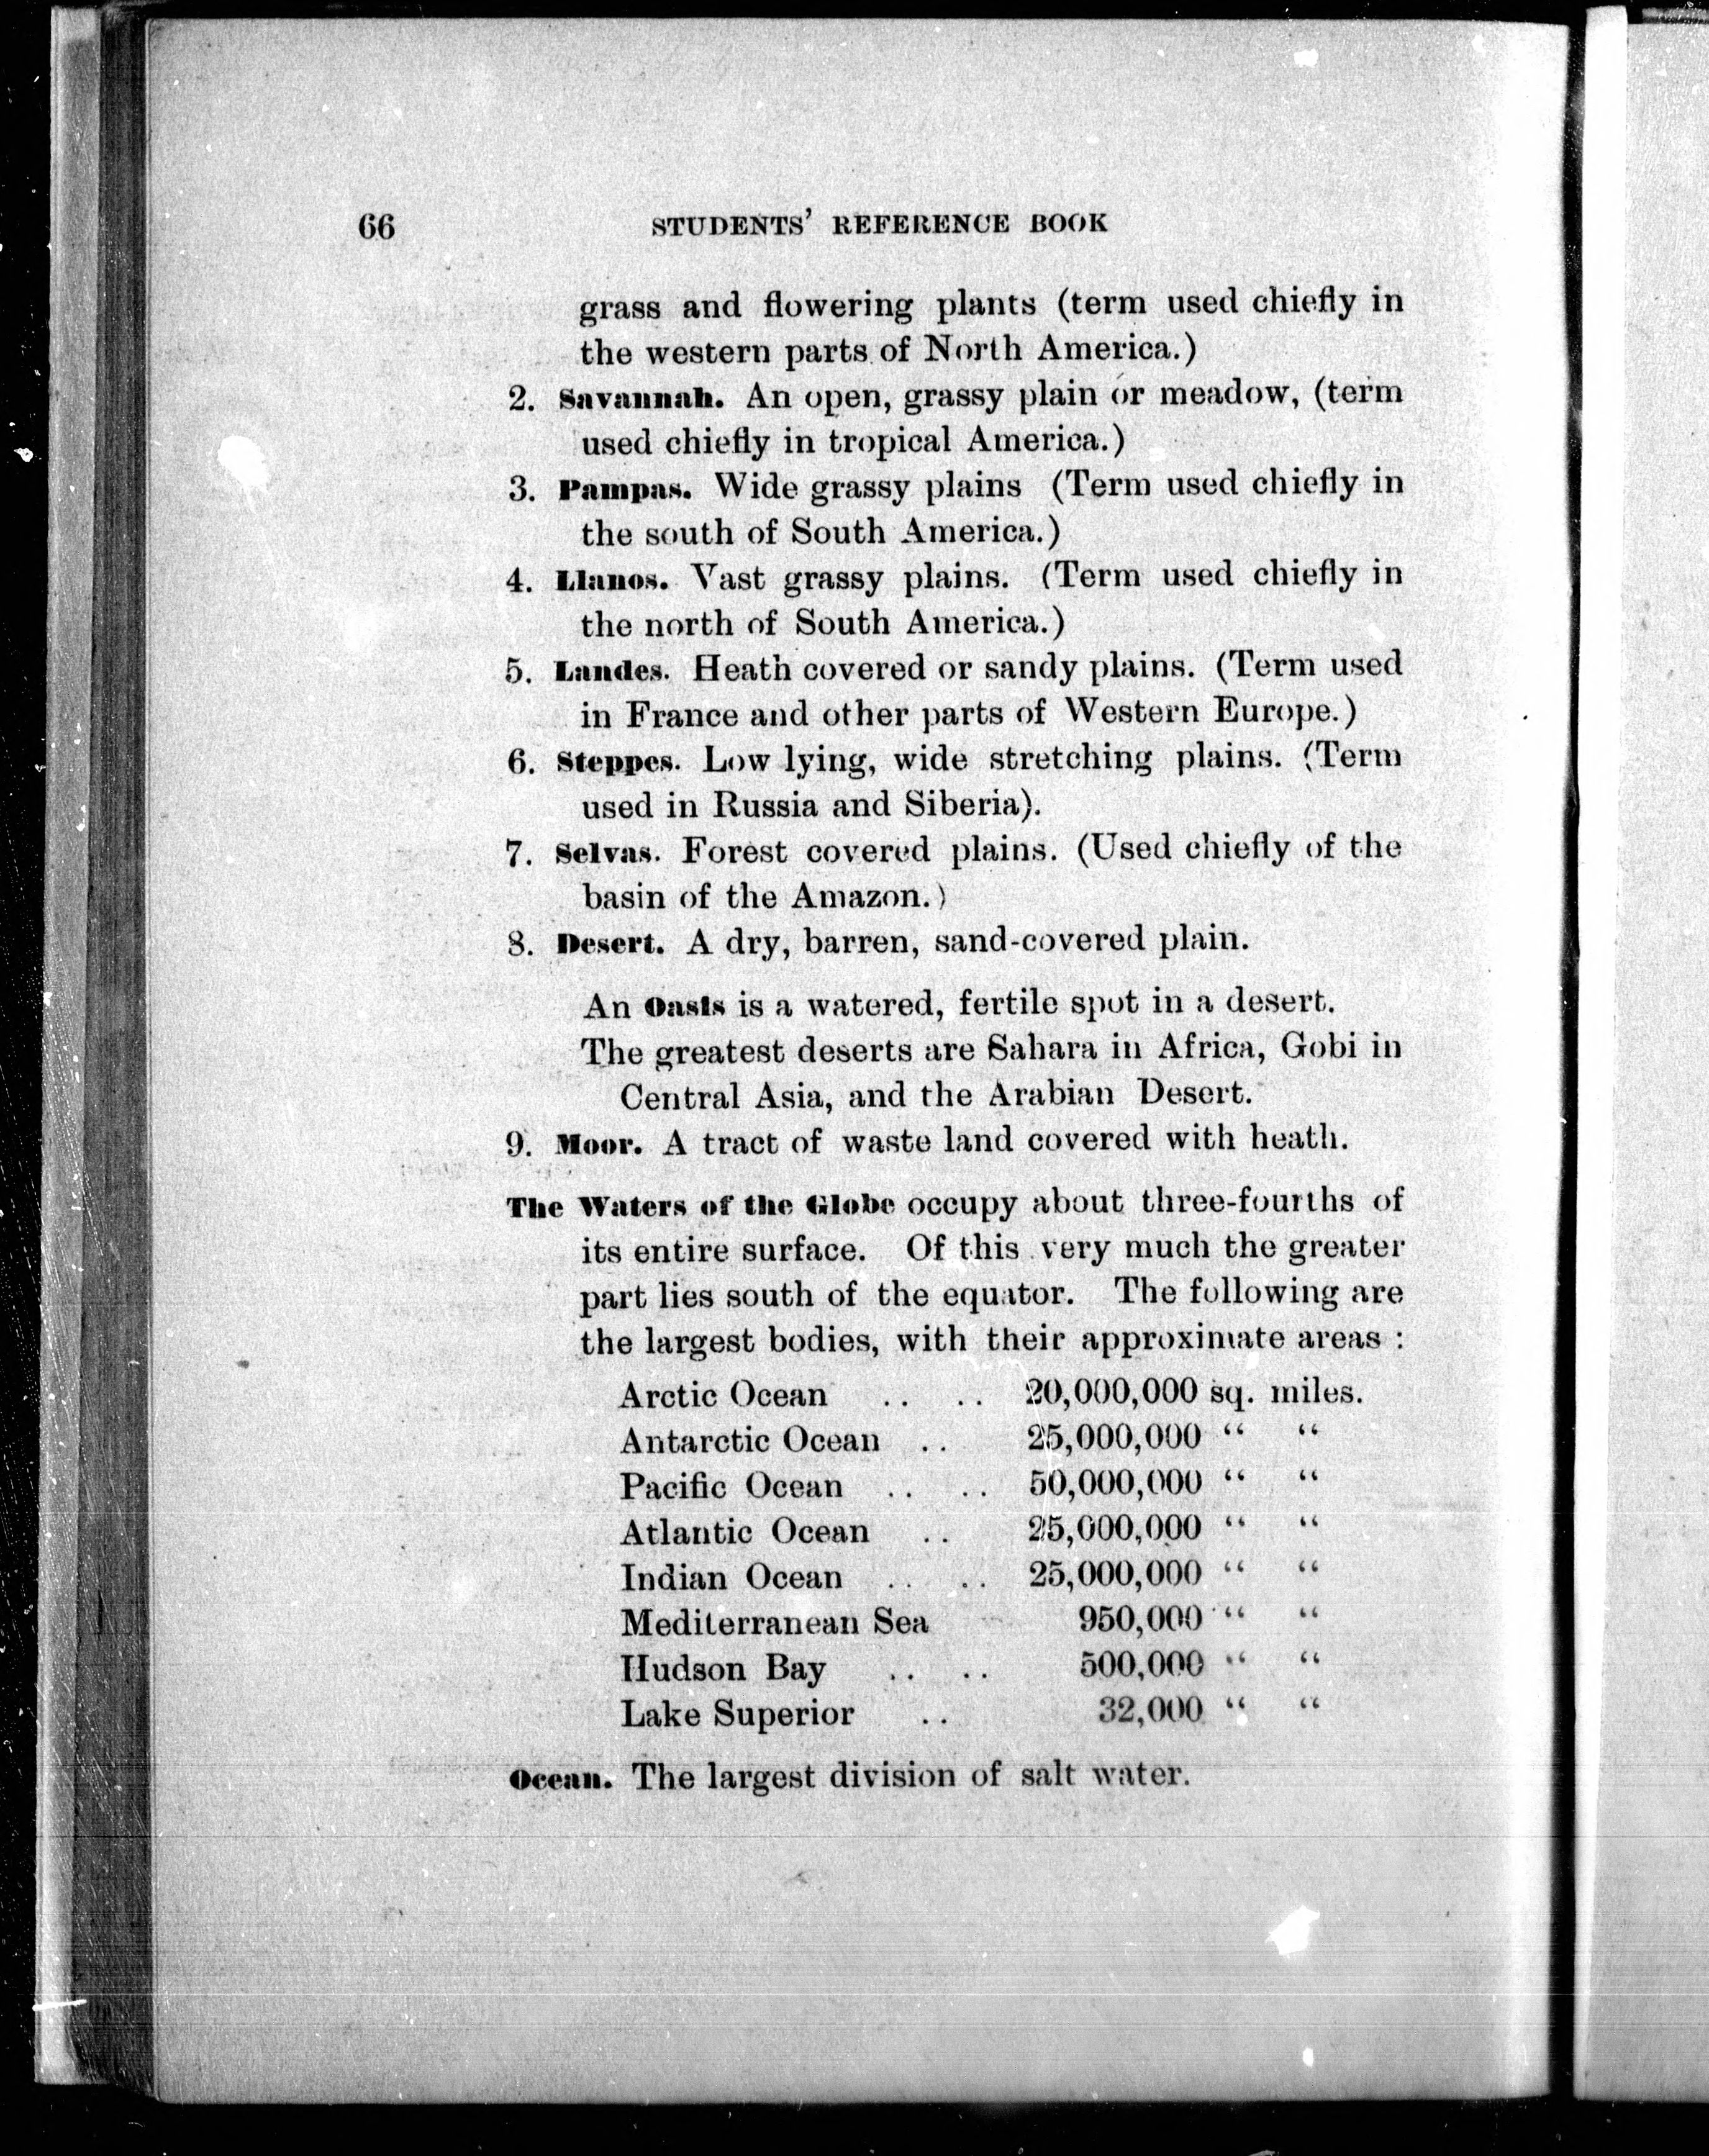 66 STUDENTS' REFERENCE BOOK
grass and flowering plants (term used chiefly in
the western parts of North America.)
2. Savannah. An open, grassy plain or meadow, (term
used chiefly in tropical America.)
3. Pampas. Wide grassy plains (Term used chiefly in
the south of South America.)
4. Llanos. Vast grassy plains. (Term used chiefly in
the north of South America.)
5. Landes. Heath covered or sandy plains. (Term used
in France and other parts of Western Europe.)
6. Steppes. Low lying, wide stretching plains. (Term
used in Russia and Siberia).
7. Selvas. Forest covered plains. (Used chiefly of the
basin of the Amazon.)
8. Desert. A dry, barren, sand-covered plain.
An Oasis is a watered, fertile spot in a desert.
The greatest deserts are Sahara in Africa, Gobi in
Central Asia, and the Arabian Desert.
9. Moor. A tract of waste land covered with heath.
The Waters of the Globe occupy about three-fourths of
its entire surface. Of this very much the greater
part lies south of the equator. The following are
the largest bodies, with their approximate areas :
Arctic Ocean .. .. 20,000,000 sq. miles.
Antarctic Ocean .. 25,000,000 “ “
Pacific Ocean .. .. 50,000,000 “ “
Atlantic Ocean .. 25,000,000 “ “
Indian Ocean .. .. 25,000,000 “ “
Mediterranean Sea 950,000 “ “
Hudson Bay .. .. 500,000 “ “
Lake Superior .. 32,000 “ “
Ocean. The largest division of salt water.